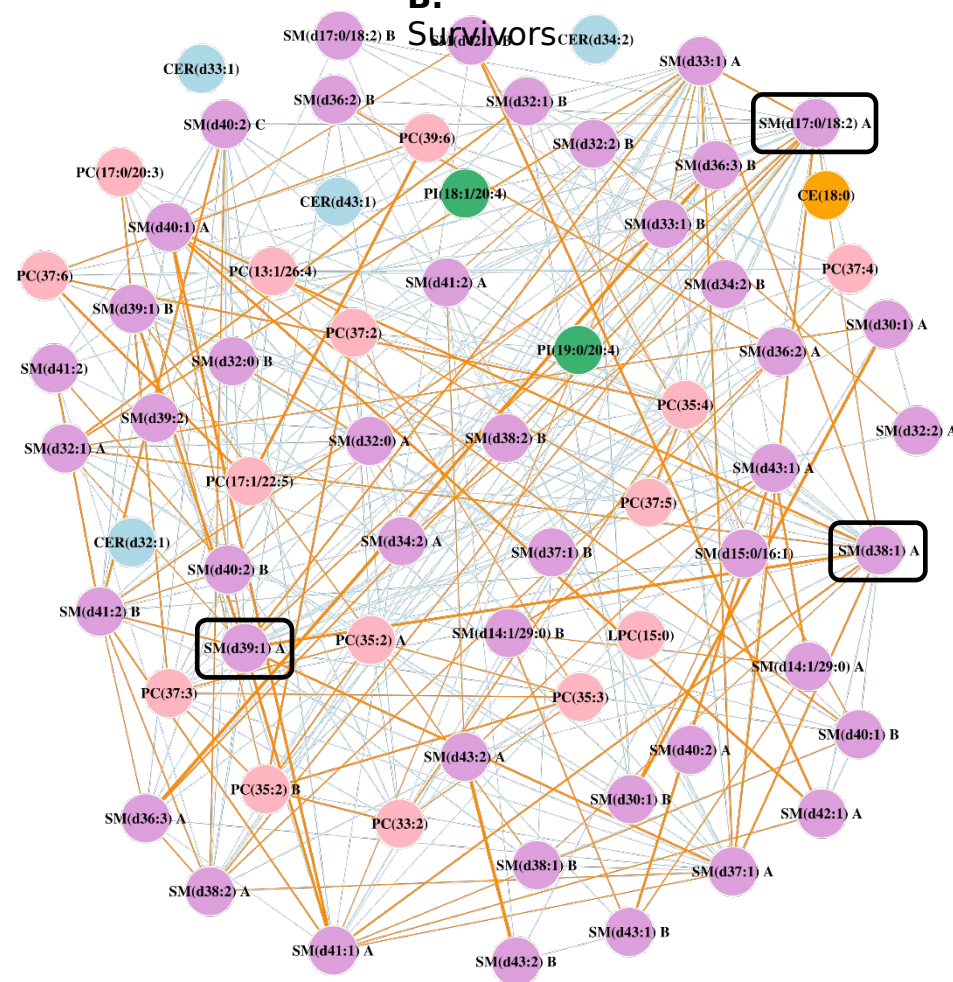 B.
Survivors
SM(d17:0/18:2) B
SM(d42:1) B
CER(d34:2)
CER(d33:1)
SM(d33:1) A
SM(d36:2) B
SM(d32:1) B
SM(d40:2) C
SM(d17:0/18:2) A
PC(39:6)
SM(d32:2) B
SM(d36:3) B
PC(17:0/20:3)
CER(d43:1)
PI(18:1/20:4)
CE(18:0)
SM(d40:1) A
SM(d33:1) B
PC(37:6)
PC(13:1/26:4)
SM(d41:2) A
SM(d34:2) B
PC(37:4)
SM(d39:1) B
PC(37:2)
SM(d30:1) A
SM(d41:2)
SM(d32:0) B
PI(19:0/20:4)
SM(d36:2) A
PC(35:4)
SM(d39:2)
SM(d32:1) A
SM(d32:0) A
SM(d38:2) B
SM(d32:2) A
PC(17:1/22:5)
SM(d43:1) A
PC(37:5)
CER(d32:1)
SM(d34:2) A
SM(d37:1) B
SM(d15:0/16:1)
SM(d38:1) A
SM(d40:2) B
SM(d41:2) B
SM(d39:1) A
PC(35:2) A
SM(d14:1/29:0) B
LPC(15:0)
SM(d14:1/29:0) A
PC(37:3)
PC(35:3)
SM(d40:1) B
SM(d43:2) A
SM(d40:2) A
PC(35:2) B
SM(d30:1) B
SM(d36:3) A
PC(33:2)
SM(d42:1) A
SM(d38:2) A
SM(d38:1) B
SM(d37:1) A
SM(d41:1) A
SM(d43:1) B
SM(d43:2) B